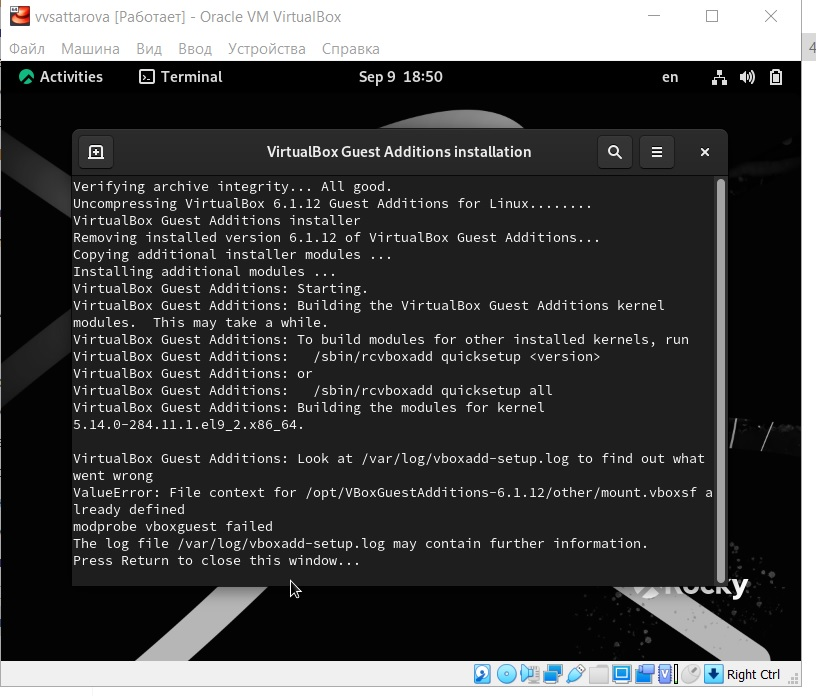 vvsattarova [Работает] - Oracle VM VirtualBox
Файл Машина Вид Ввод Устройства Справка
4
Activities Terminal Sep 9 18:50 en
VirtualBox Guest Additions installation
Verifying archive integrity... All good.
Uncompressing VirtualBox 6.1.12 Guest Additions for Linux........
VirtualBox Guest Additions installer
Removing installed version 6.1.12 of VirtualBox Guest Additions...
Copying additional installer modules ...
Installing additional modules ...
VirtualBox Guest Additions: Starting.
VirtualBox Guest Additions: Building the VirtualBox Guest Additions kernel
modules.  This may take a while.
VirtualBox Guest Additions: To build modules for other installed kernels, run
VirtualBox Guest Additions:   /sbin/rcvboxadd quicksetup <version>
VirtualBox Guest Additions: or
VirtualBox Guest Additions:   /sbin/rcvboxadd quicksetup all
VirtualBox Guest Additions: Building the modules for kernel
5.14.0-284.11.1.el9_2.x86_64.
VirtualBox Guest Additions: Look at /var/log/vboxadd-setup.log to find out what
went wrong
ValueError: File context for /opt/VBoxGuestAdditions-6.1.12/other/mount.vboxsf a
lready defined
modprobe vboxguest failed
The log file /var/log/vboxadd-setup.log may contain further information.
Press Return to close this window...
Rocky
Right Ctrl